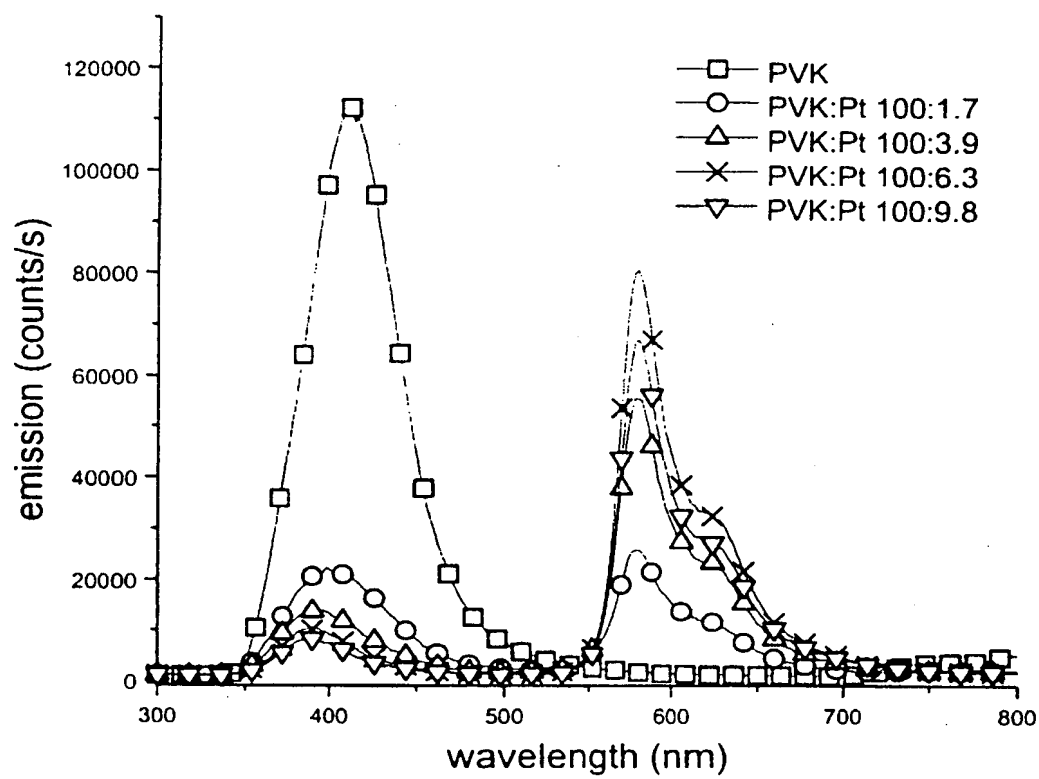 120000
100000
80000
60000
40000
20000
0
emission (counts/s)
PVK
PVK:Pt 100:1.7
PVK:Pt 100:3.9
PVK:Pt 100:6.3
PVK:Pt 100:9.8
300 400 500 600 700 800
wavelength (nm)